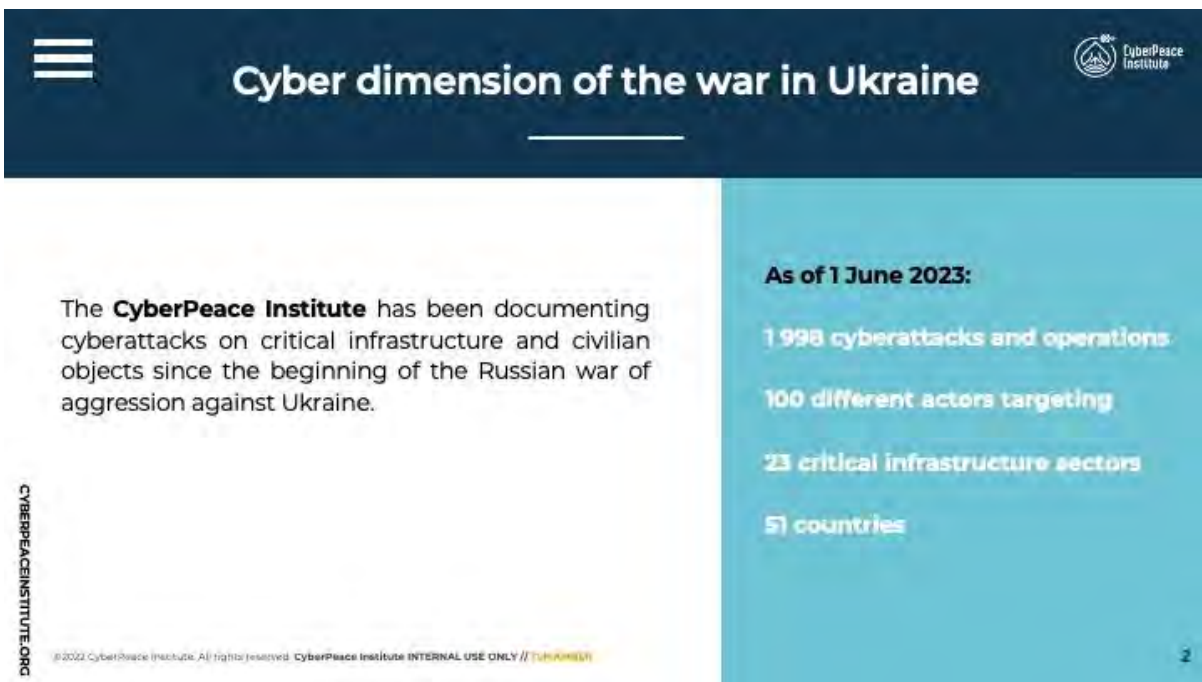 Cyber dimension of the war in Ukraine
CyberPeace
Institute
The CyberPeace Institute has been documenting
cyberattacks on critical infrastructure and civilian
objects since the beginning of the Russian war of
aggression against Ukraine.
As of 1 June 2023:
1 998 cyberattacks and operations
100 different actors targeting
23 critical infrastructure sectors
51 countries
CYBERPEACEINSTITUTE.ORG
©2022 CyberPeace Institute. All rights reserved. CyberPeace Institute INTERNAL USE ONLY // TLP:AMBER
2